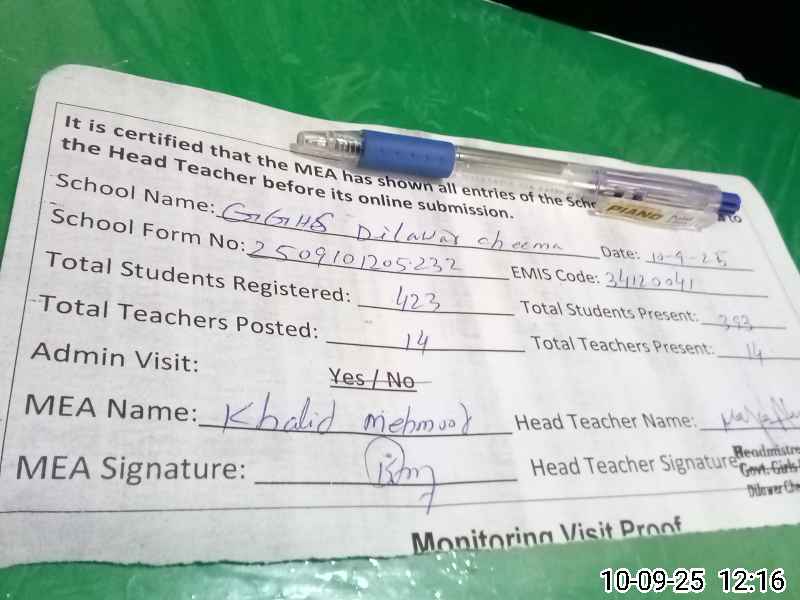 It is certified that the MEA has shown all entries of the
the Head Teacher before its online submission.
School Name: GGHS Dilawar cheema Date: 10-9-25
School Form No: 2509101205232 EMIS Code: 34120041
Total Students Registered: 423 Total Students Present: 393
Total Teachers Posted: 14 Total Teachers Present: 14
Admin Visit: Yes / No
MEA Name: Khalid Mehmood Head Teacher Name:
MEA Signature: Head Teacher Signature
Govt. Girls
Monitoring Visit Proof
PIANO
10-09-25 12:16